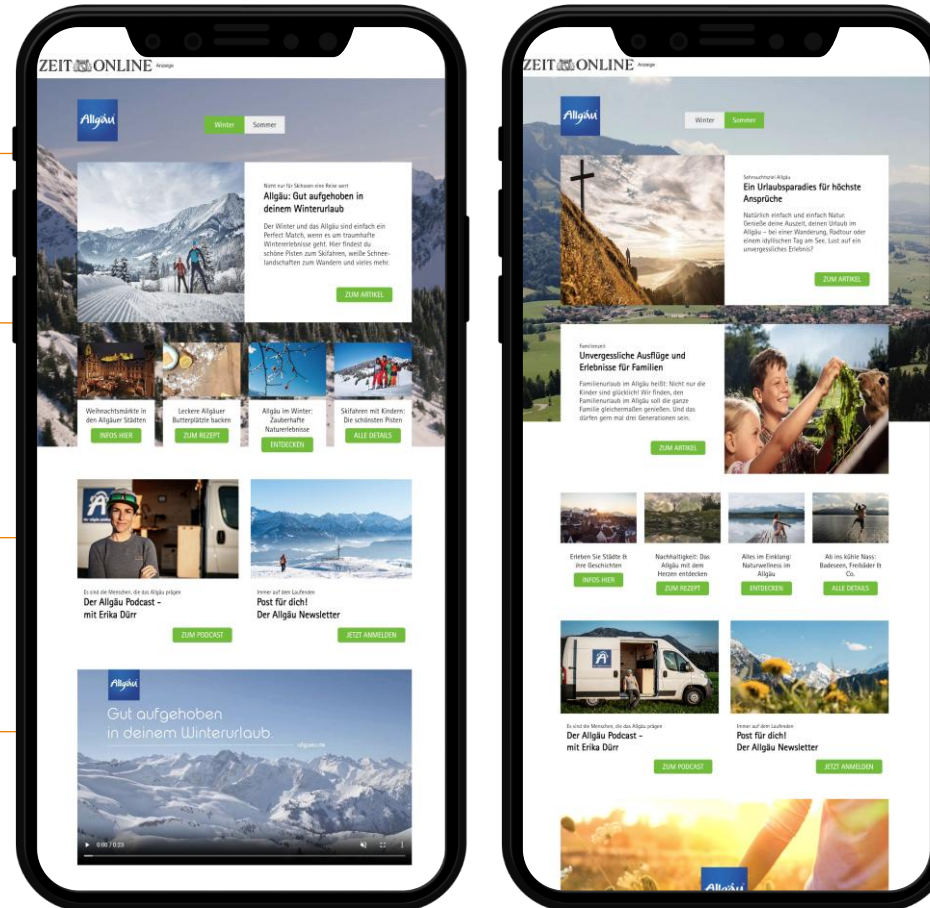 ZEIT ONLINE Anzeige
Allgäu
Winter Sommer
Nicht nur für Skihasen eine Reise wert
Allgäu: Gut aufgehoben in
deinem Winterurlaub
Der Winter und das Allgäu sind einfach ein
Perfect Match, wenn es um traumhafte
Wintererlebnisse geht. Hier findest du
schöne Pisten zum Skifahren, weiße Schnee-
landschaften zum Wandern und vieles mehr.
ZUM ARTIKEL
Weihnachtsmärkte in
den Allgäuer Städten
INFOS HIER
Leckere Allgäuer
Butterplätzle backen
ZUM REZEPT
Allgäu im Winter:
Zauberhafte
Naturerlebnisse
ENTDECKEN
Skifahren mit Kindern:
Die schönsten Pisten
ALLE DETAILS
Es sind die Menschen, die das Allgäu prägen
Der Allgäu Podcast –
mit Erika Dürr
ZUM PODCAST
Immer auf dem Laufenden
Post für dich!
Der Allgäu Newsletter
JETZT ANMELDEN
Allgäu
Gut aufgehoben
in deinem Winterurlaub.
allgaeu.de
0:00 / 0:23
ZEIT ONLINE Anzeige
Allgäu
Winter Sommer
Sehnsuchtsziel Allgäu
Ein Urlaubsparadies für höchste
Ansprüche
Natürlich einfach und einfach Natur.
Genieße deine Auszeit, deinen Urlaub im
Allgäu – bei einer Wanderung, Radtour oder
einem idyllischen Tag am See. Lust auf ein
unvergessliches Erlebnis?
ZUM ARTIKEL
Familienzeit
Unvergessliche Ausflüge und
Erlebnisse für Familien
Familienurlaub im Allgäu heißt: Nicht nur die
Kinder sind glücklich! Wir finden, den
Familienurlaub im Allgäu soll die ganze
Familie gleichermaßen genießen. Und das
dürfen gern mal drei Generationen sein.
ZUM ARTIKEL
Erleben Sie Städte &
ihre Geschichten
INFOS HIER
Nachhaltigkeit: Das
Allgäu mit dem
Herzen entdecken
ZUM REZEPT
Alles im Einklang:
Naturwellness im
Allgäu
ENTDECKEN
Ab ins kühle Nass:
Badeseen, Freibäder &
Co.
ALLE DETAILS
Es sind die Menschen, die das Allgäu prägen
Der Allgäu Podcast –
mit Erika Dürr
ZUM PODCAST
Immer auf dem Laufenden
Post für dich!
Der Allgäu Newsletter
JETZT ANMELDEN
Allgäu